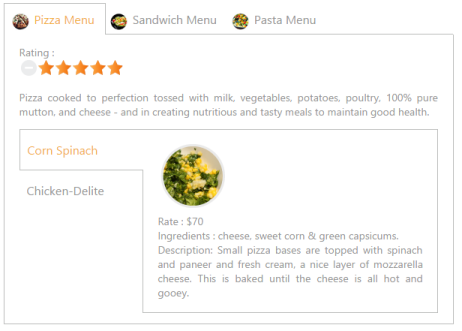 Pizza Menu Sandwich Menu Pasta Menu
Rating :
Pizza cooked to perfection tossed with milk, vegetables, potatoes, poultry, 100% pure
mutton, and cheese - and in creating nutritious and tasty meals to maintain good health.
Corn Spinach
Chicken-Delite
Rate : $70
Ingredients : cheese, sweet corn & green capsicums.
Description: Small pizza bases are topped with spinach
and paneer and fresh cream, a nice layer of mozzarella
cheese. This is baked until the cheese is all hot and
gooey.